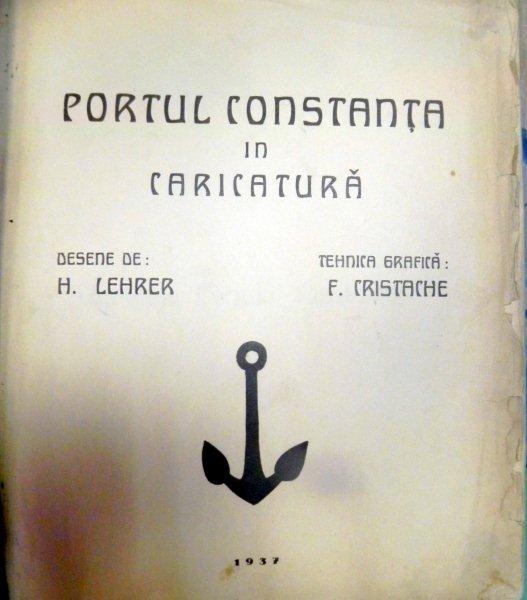 PORTUL CONSTANȚA
IN
CARICATURĂ
DESENE DE:
H. LEHRER
TEHNICA GRAFICĂ:
F. CRISTACHE
1937